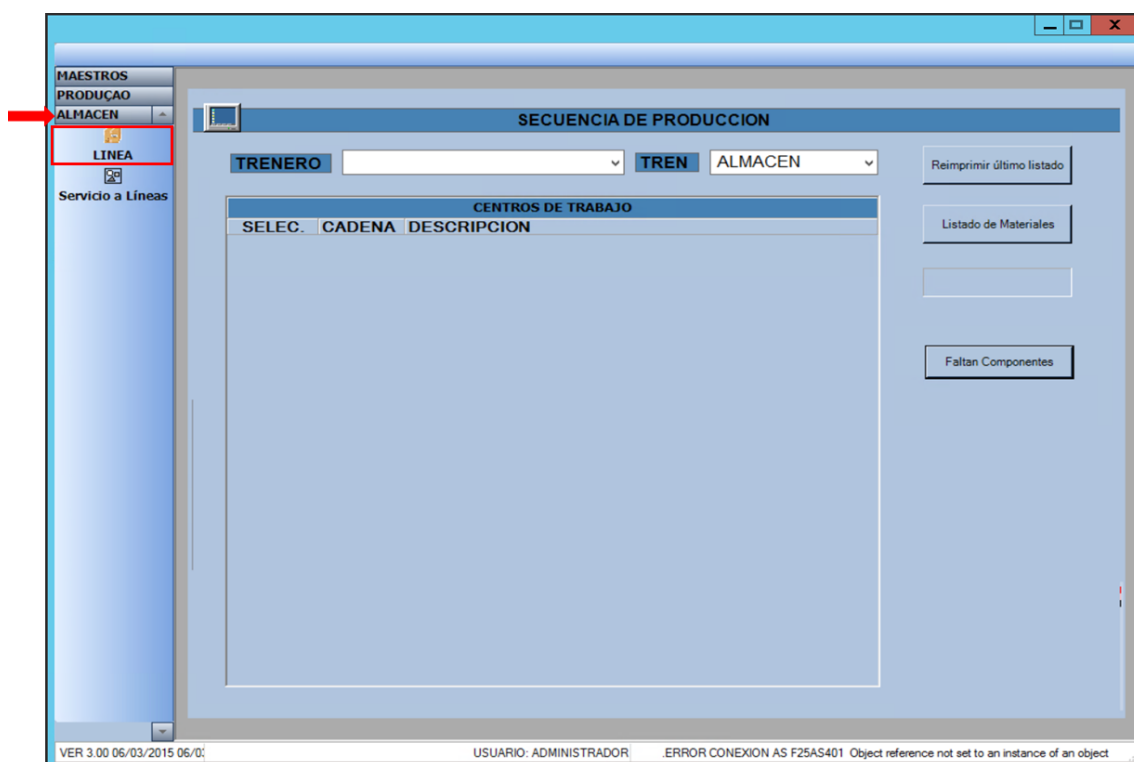 MAESTROS
PRODUÇAO
ALMACEN
LINEA
Servicio a Líneas
SECUENCIA DE PRODUCCION
TRENERO
TREN ALMACEN
Reimprimir último listado
CENTROS DE TRABAJO
SELEC. CADENA DESCRIPCION
Listado de Materiales
Faltan Componentes
VER 3.00 06/03/2015 06/0
USUARIO: ADMINISTRADOR
.ERROR CONEXION AS F25AS401 Object reference not set to an instance of an object